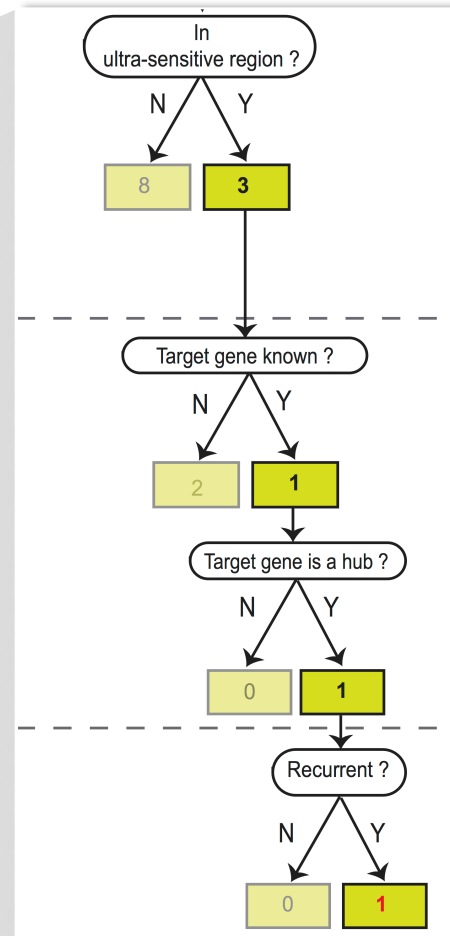 In
ultra-sensitive region ?
N Y
8 3
Target gene known ?
N Y
2 1
Target gene is a hub ?
N Y
0 1
Recurrent ?
N Y
0 1